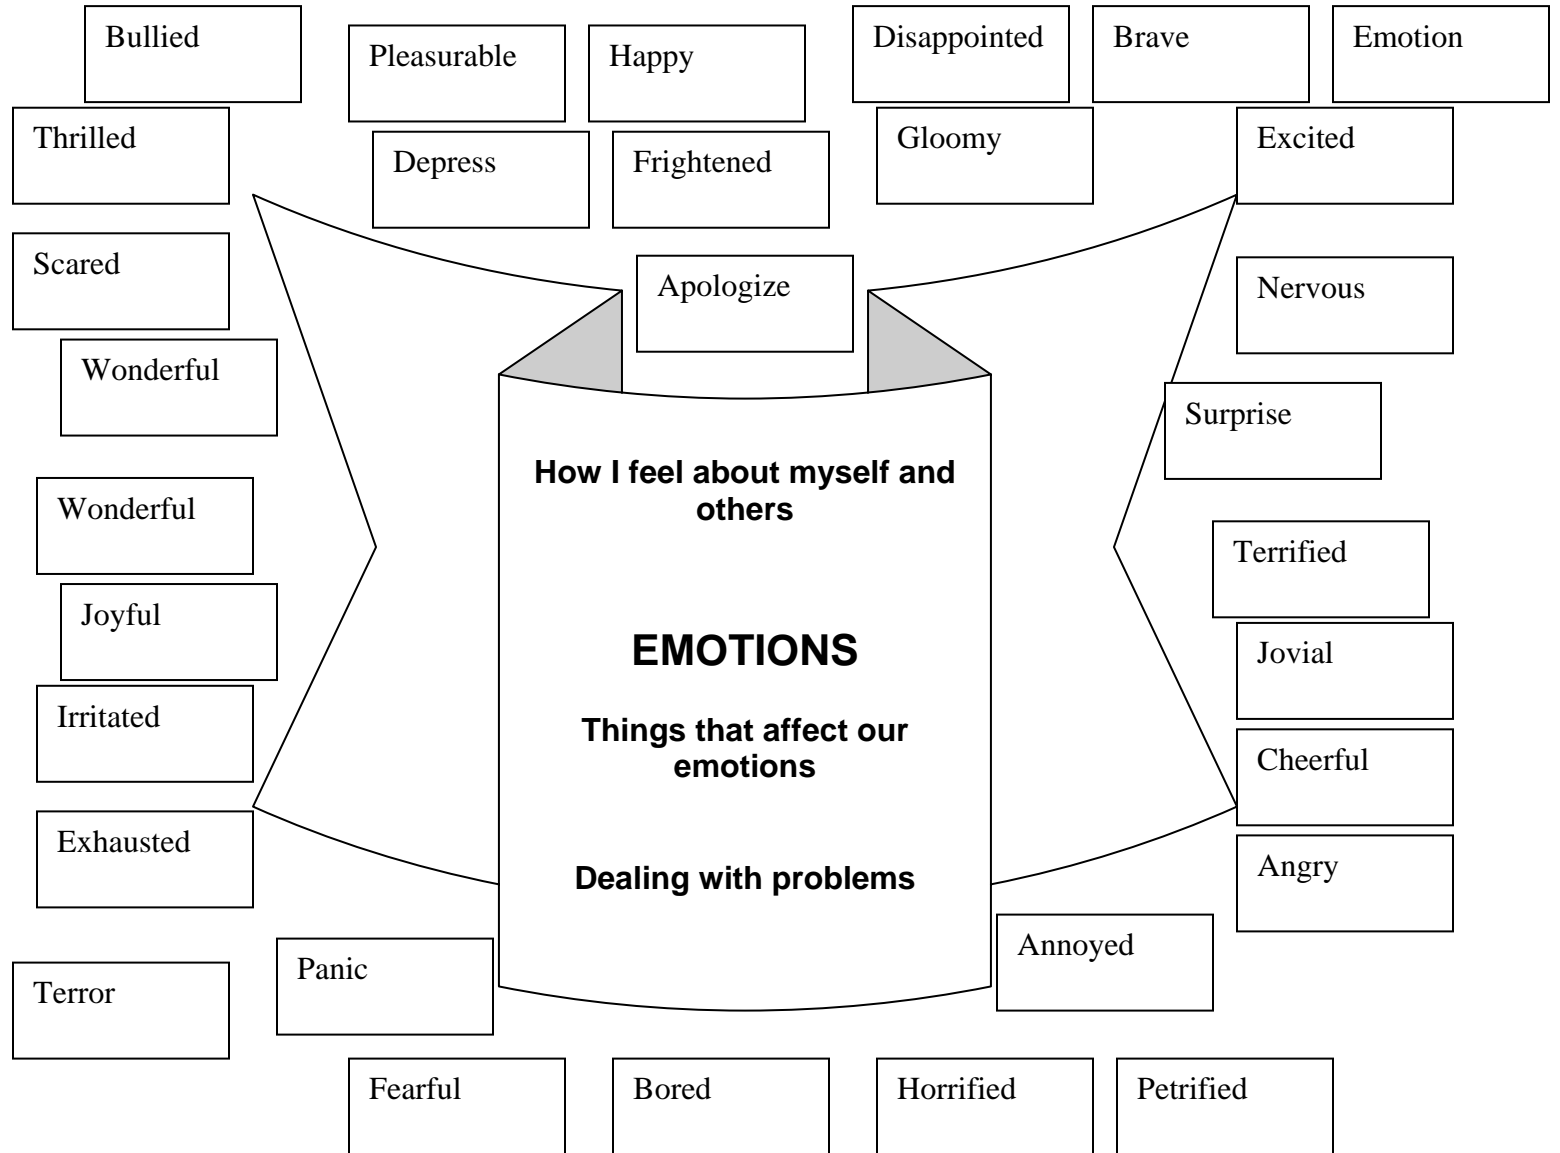 Bullied
Pleasurable
Happy
Disappointed
Brave
Emotion
Thrilled
Depress
Frightened
Gloomy
Excited
Scared
Apologize
Nervous
Wonderful
Surprise
How I feel about myself and
others
Wonderful
Terrified
Joyful
EMOTIONS
Jovial
Irritated
Things that affect our
emotions
Cheerful
Exhausted
Dealing with problems
Angry
Annoyed
Panic
Terror
Fearful
Bored
Horrified
Petrified